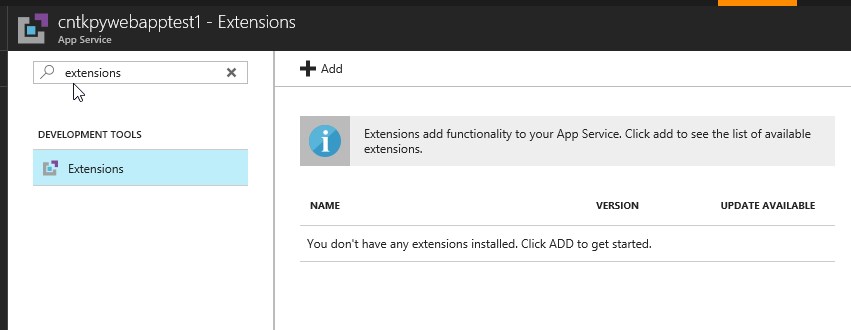 cntkpywebapptest1 - Extensions
App Service
extensions
Add
DEVELOPMENT TOOLS
Extensions
Extensions add functionality to your App Service. Click add to see the list of available
extensions.
NAME VERSION UPDATE AVAILABLE
You don't have any extensions installed. Click ADD to get started.